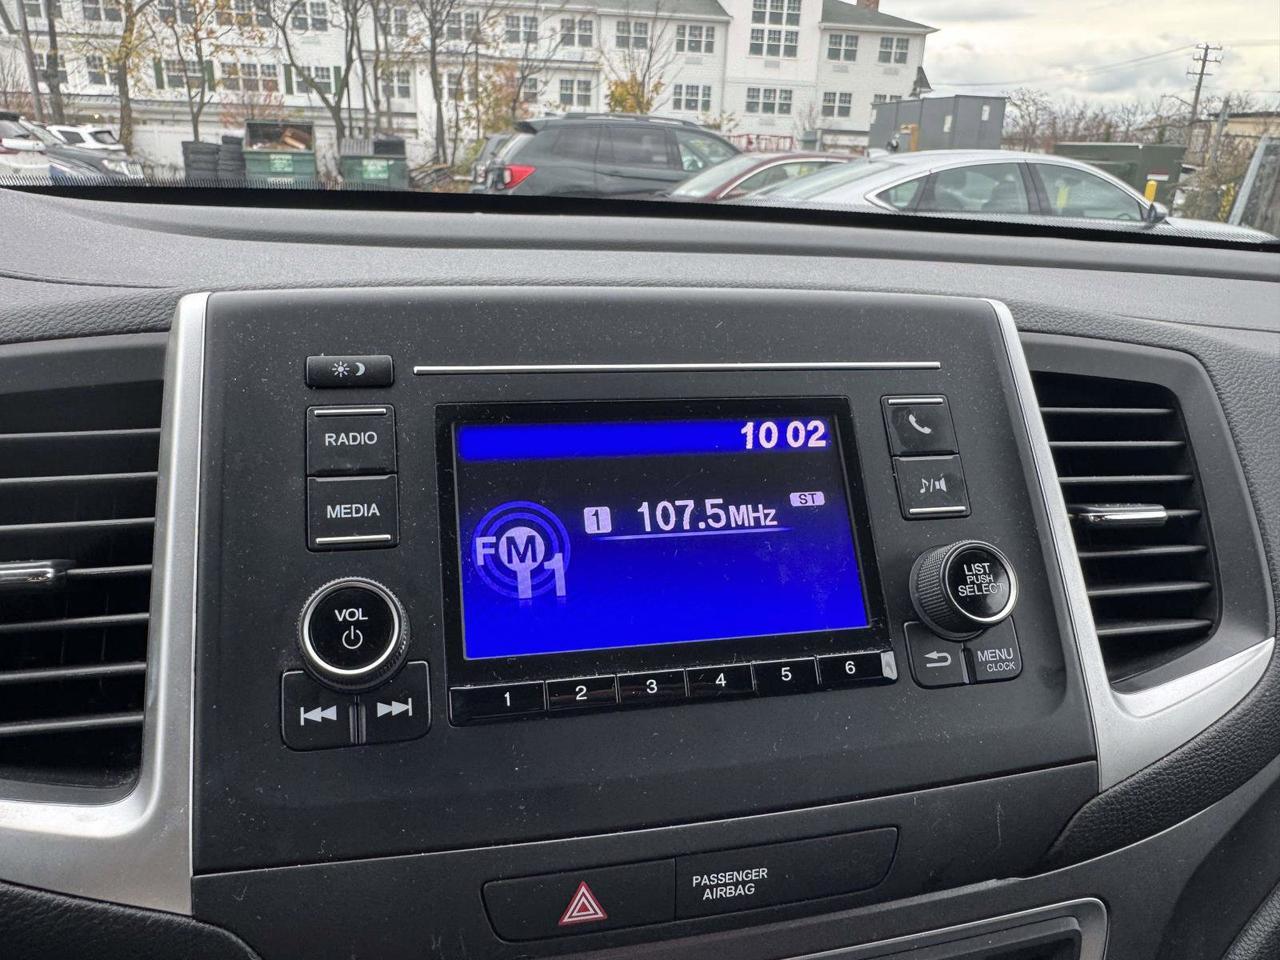 10 02
1 107.5MHz ST
FM1
RADIO
MEDIA
VOL
1 2 3 4 5 6
LIST
PUSH
SELECT
MENU
CLOCK
PASSENGER
AIRBAG